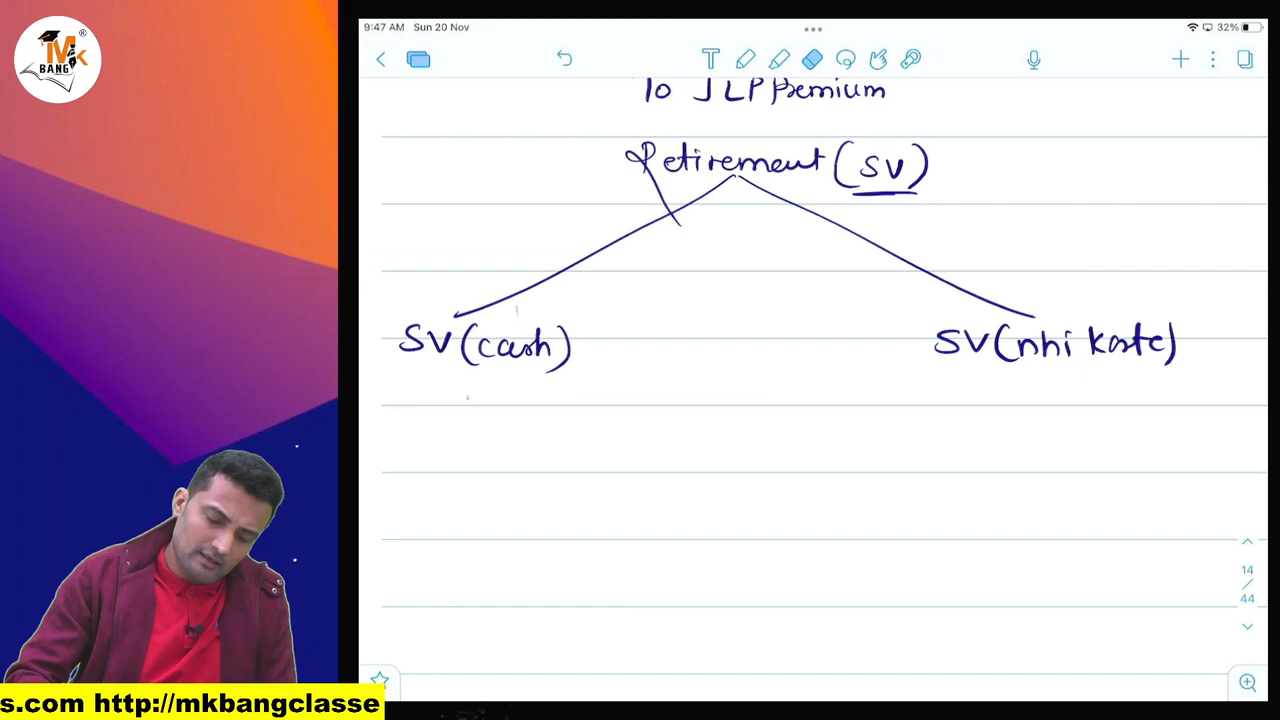 MK
BANG
®
9:47 AM Sun 20 Nov
32%
To JLP Premium
Retirement (SV)
SV (cash)
SV (nhi karte)
14
/
44
s.com http://mkbangclasse